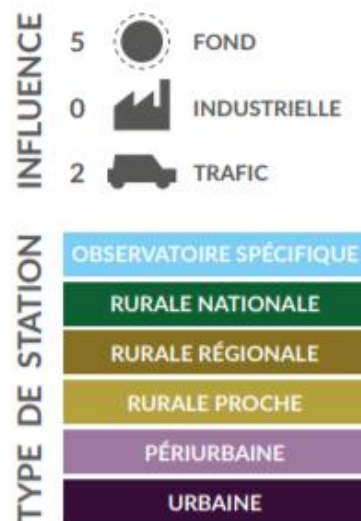 INFLUENCE
5 FOND
0 INDUSTRIELLE
2 TRAFIC
TYPE DE STATION
OBSERVATOIRE SPÉCIFIQUE
RURALE NATIONALE
RURALE RÉGIONALE
RURALE PROCHE
PÉRIURBAINE
URBAINE